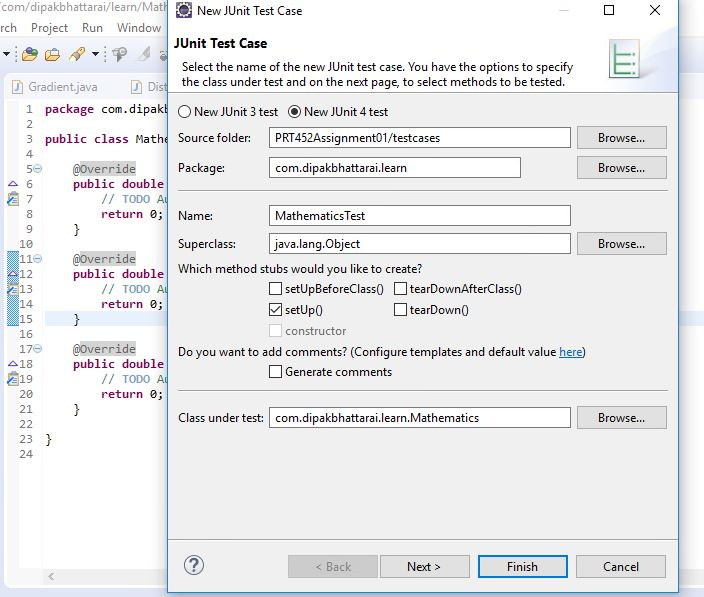 /com/dipakbhattarai/learn/Math
rch Project Run Window
Gradient.java
1 package com.dipakb
2
3 public class Mathe
4
5 @Override
6 public double
7 // TODO Au
8 return 0;
9 }
10
11 @Override
12 public double
13 // TODO Au
14 return 0;
15 }
16
17 @Override
18 public double
19 // TODO Au
20 return 0;
21 }
22
23 }
24
New JUnit Test Case
JUnit Test Case
Select the name of the new JUnit test case. You have the options to specify
the class under test and on the next page, to select methods to be tested.
New JUnit 3 test New JUnit 4 test
Source folder: PRT452Assignment01/testcases Browse...
Package: com.dipakbhattarai.learn Browse...
Name: MathematicsTest
Superclass: java.lang.Object Browse...
Which method stubs would you like to create?
setUpBeforeClass() tearDownAfterClass()
setUp() tearDown()
constructor
Do you want to add comments? (Configure templates and default value here)
Generate comments
Class under test: com.dipakbhattarai.learn.Mathematics Browse...
? < Back Next > Finish Cancel